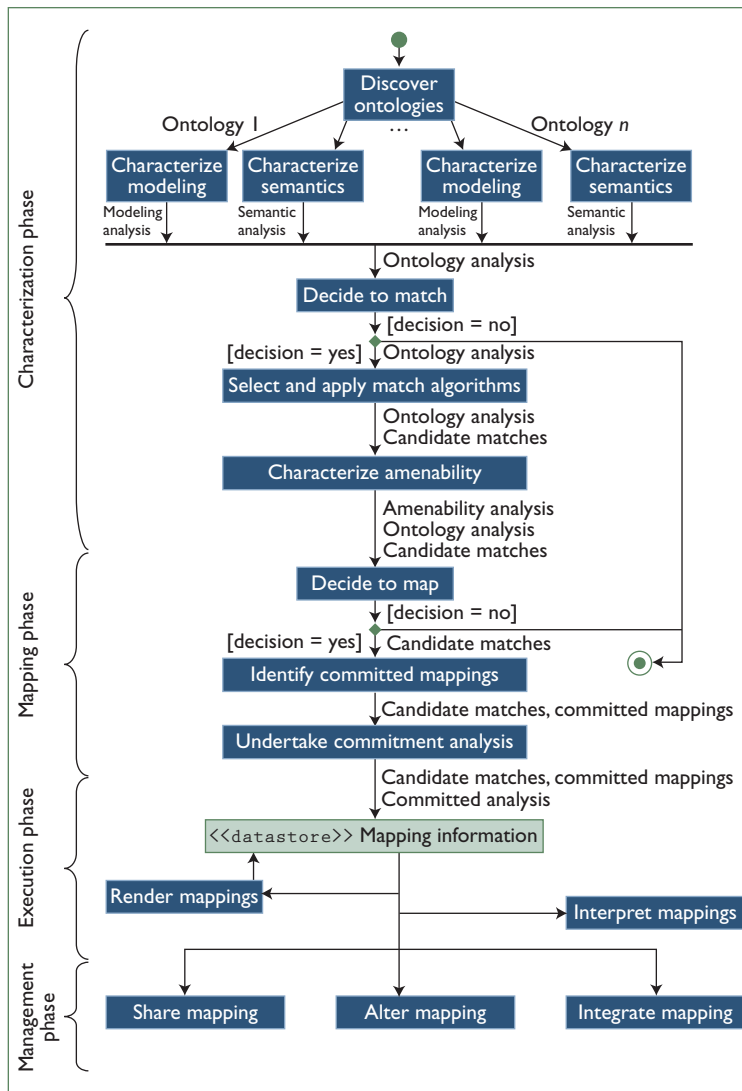 Discover
ontologies
Ontology 1
...
Ontology n
Characterize
modeling
Characterize
semantics
Characterize
modeling
Characterize
semantics
Modeling
analysis
Semantic
analysis
Modeling
analysis
Semantic
analysis
Ontology analysis
Decide to match
[decision = no]
[decision = yes]
Ontology analysis
Select and apply match algorithms
Ontology analysis
Candidate matches
Characterize amenability
Amenability analysis
Ontology analysis
Candidate matches
Characterization phase
Decide to map
[decision = no]
[decision = yes]
Candidate matches
Identify committed mappings
Candidate matches, committed mappings
Undertake commitment analysis
Mapping phase
Candidate matches, committed mappings
Committed analysis
<<datastore>> Mapping information
Render mappings
Interpret mappings
Execution phase
Share mapping
Alter mapping
Integrate mapping
Management
phase